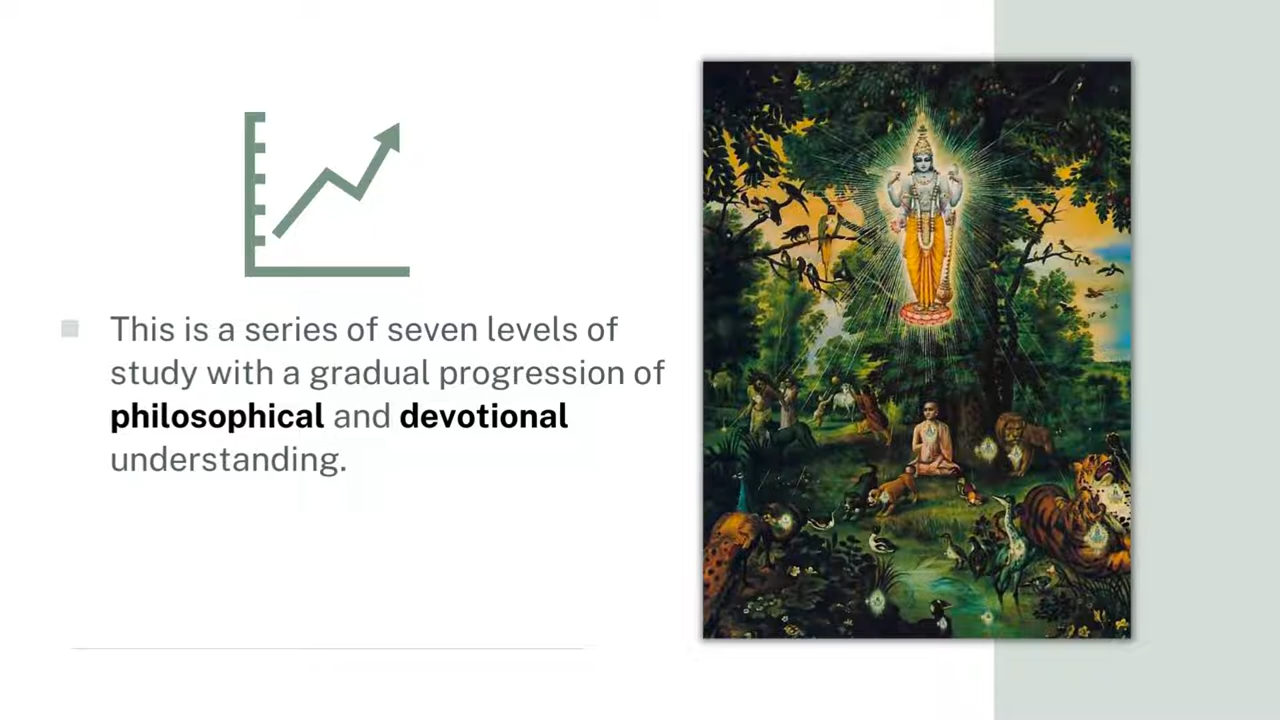 This is a series of seven levels of
study with a gradual progression of
philosophical and devotional
understanding.